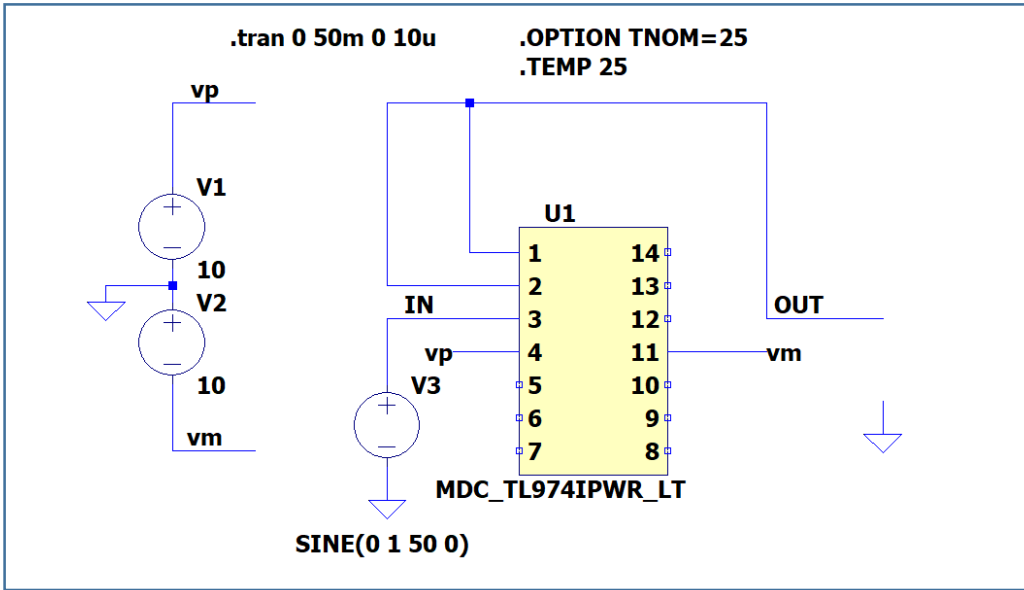 .tran 0 50m 0 10u
.OPTION TNOM=25
.TEMP 25
vp
V1
10
V2
10
vm
U1
1 14
2 13
IN
3 12
OUT
vp
4 11
vm
V3
5 10
6 9
7 8
MDC_TL974IPWR_LT
SINE(0 1 50 0)